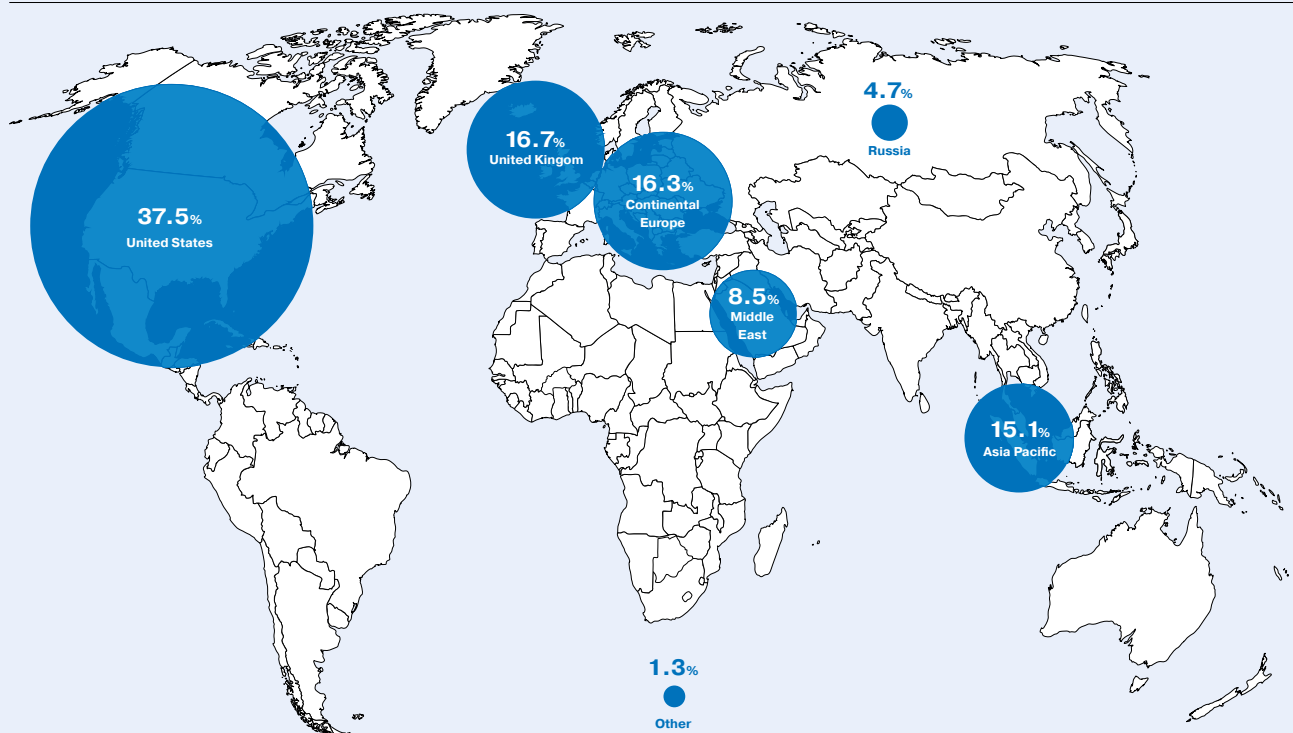 4.7%
Russia
16.7%
United Kingom
16.3%
Continental
Europe
37.5%
United States
8.5%
Middle
East
15.1%
Asia Pacific
1.3%
Other